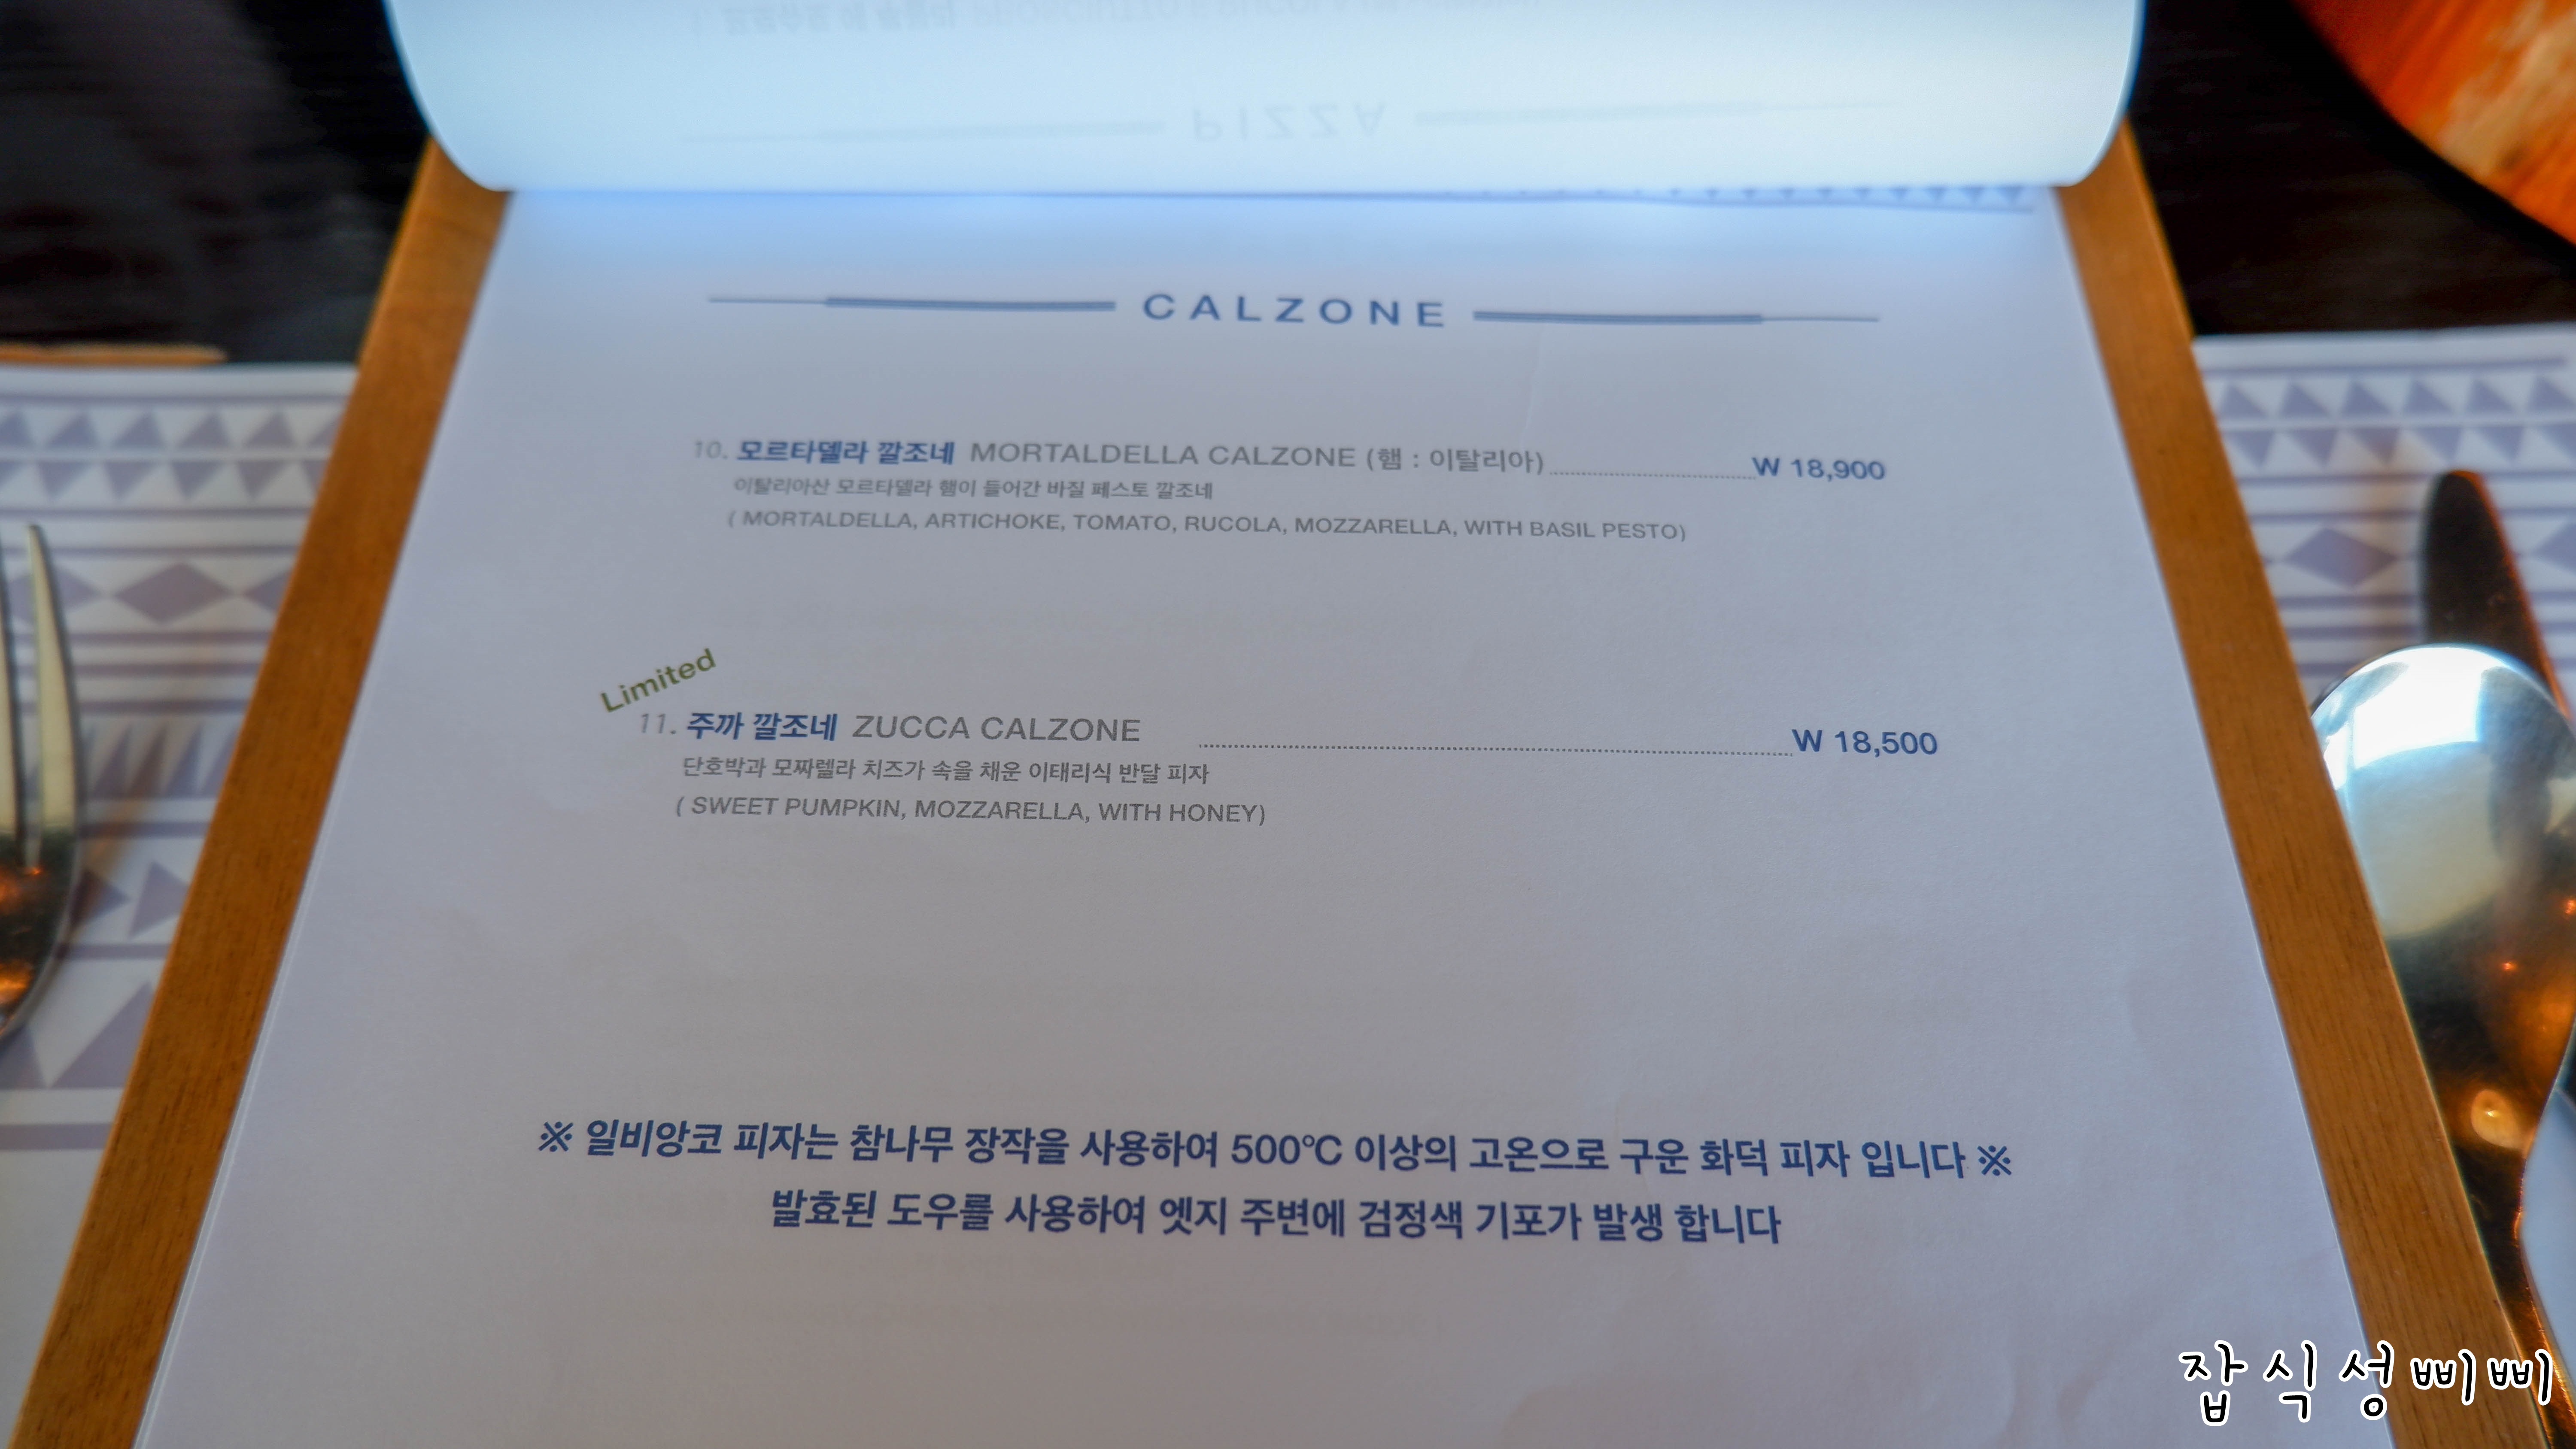 PIZZA
CALZONE
10. 모르타델라 깔조네 MORTALDELLA CALZONE (햄 : 이탈리아) W 18,900
이탈리아산 모르타델라 햄이 들어간 바질 페스토 깔조네
( MORTALDELLA, ARTICHOKE, TOMATO, RUCOLA, MOZZARELLA, WITH BASIL PESTO)
Limited
11. 주까 깔조네 ZUCCA CALZONE W 18,500
단호박과 모짜렐라 치즈가 속을 채운 이태리식 반달 피자
( SWEET PUMPKIN, MOZZARELLA, WITH HONEY)
※ 일비앙코 피자는 참나무 장작을 사용하여 500℃ 이상의 고온으로 구운 화덕 피자 입니다 ※
발효된 도우를 사용하여 엣지 주변에 검정색 기포가 발생 합니다
잡식성삐삐